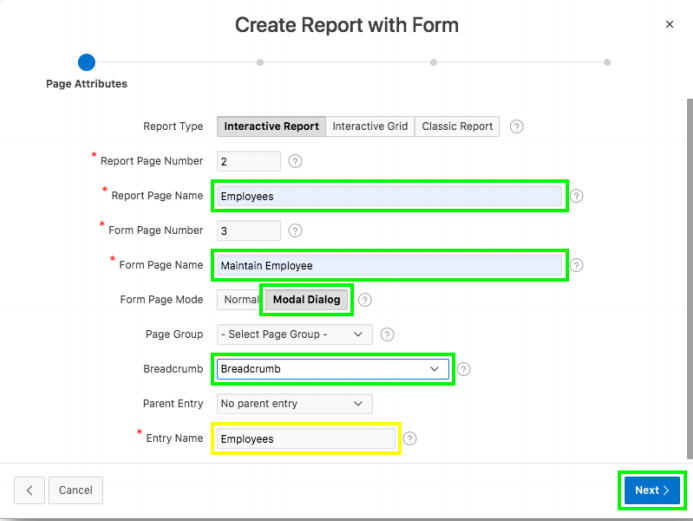 Create Report with Form
×
Page Attributes
Report Type Interactive Report Interactive Grid Classic Report ?
* Report Page Number 2 ?
* Report Page Name Employees ?
* Form Page Number 3 ?
* Form Page Name Maintain Employee ?
Form Page Mode Normal Modal Dialog ?
Page Group - Select Page Group - ?
Breadcrumb Breadcrumb ?
Parent Entry No parent entry
* Entry Name Employees ?
< Cancel Next >